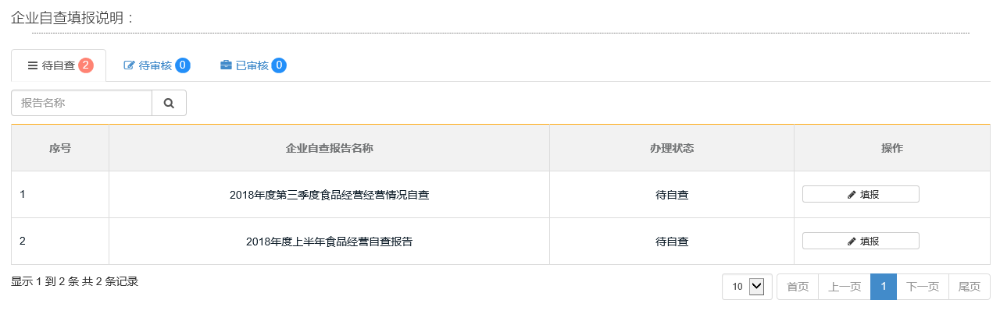 企业自查填报说明：
待自查 2 待审核 0 已审核 0
报告名称
序号 企业自查报告名称 办理状态 操作
1 2018年度第三季度食品经营经营情况自查 待自查 填报
2 2018年度上半年食品经营自查报告 待自查 填报
显示 1 到 2 条 共 2 条记录 10 首页 上一页 1 下一页 尾页